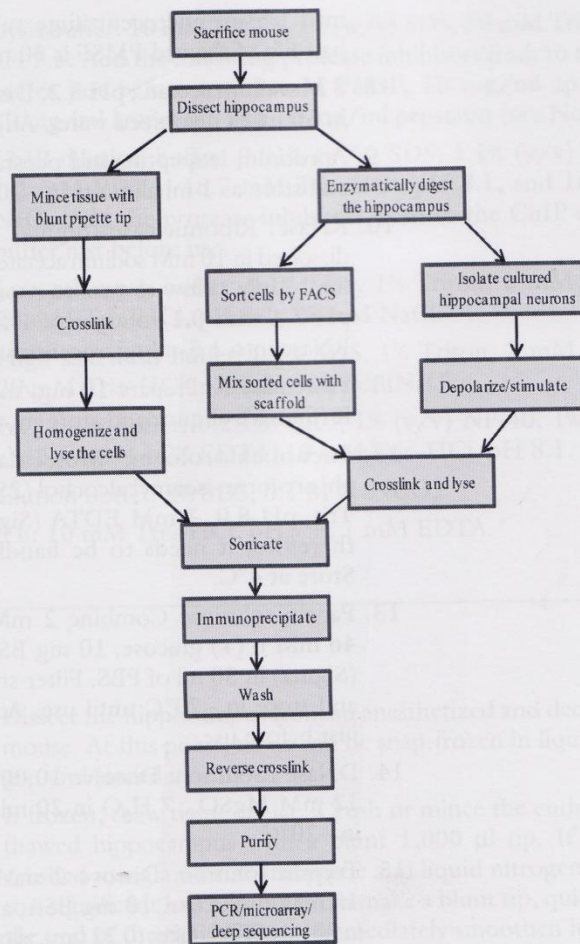 Sacrifice mouse
Dissect hippocampus
Mince tissue with
blunt pipette tip
Enzymatically digest
the hippocampus
Crosslink
Sort cells by FACS
Isolate cultured
hippocampal neurons
Homogenize and
lyse the cells
Mix sorted cells with
scaffold
Depolarize/stimulate
Crosslink and lyse
Sonicate
Immunoprecipitate
Wash
Reverse crosslink
Purify
PCR/microarray/
deep sequencing